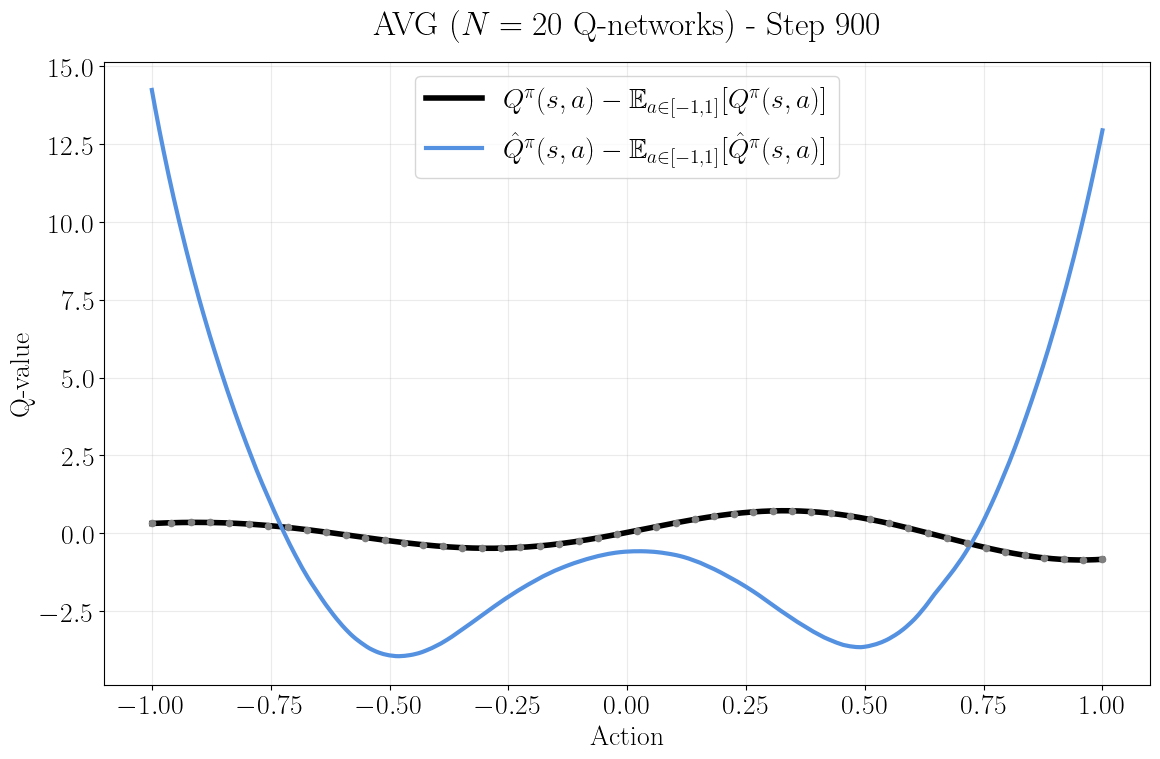 AVG (N = 20 Q-networks) - Step 900
Q^π(s, a) − 𝔼_{a∈[−1,1]}[Q^π(s, a)]
Q̂^π(s, a) − 𝔼_{a∈[−1,1]}[Q̂^π(s, a)]
15.0
12.5
10.0
7.5
5.0
2.5
0.0
−2.5
Q-value
−1.00 −0.75 −0.50 −0.25 0.00 0.25 0.50 0.75 1.00
Action